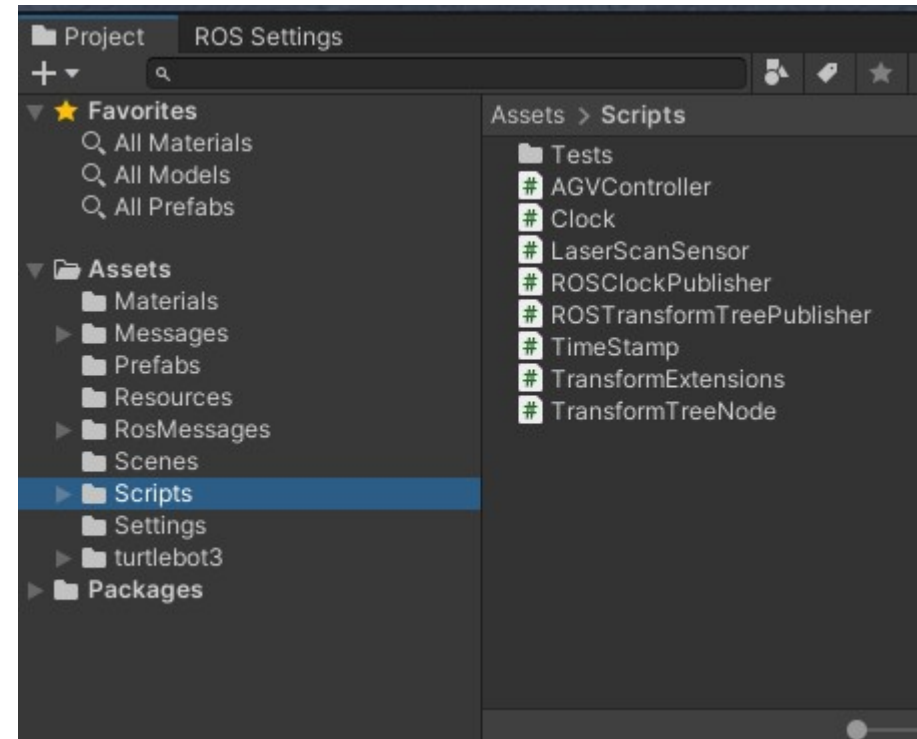 Project
ROS Settings
Favorites
All Materials
All Models
All Prefabs
Assets
Materials
Messages
Prefabs
Resources
RosMessages
Scenes
Scripts
Settings
turtlebot3
Packages
Assets > Scripts
Tests
# AGVController
# Clock
# LaserScanSensor
# ROSClockPublisher
# ROSTransformTreePublisher
# TimeStamp
# TransformExtensions
# TransformTreeNode